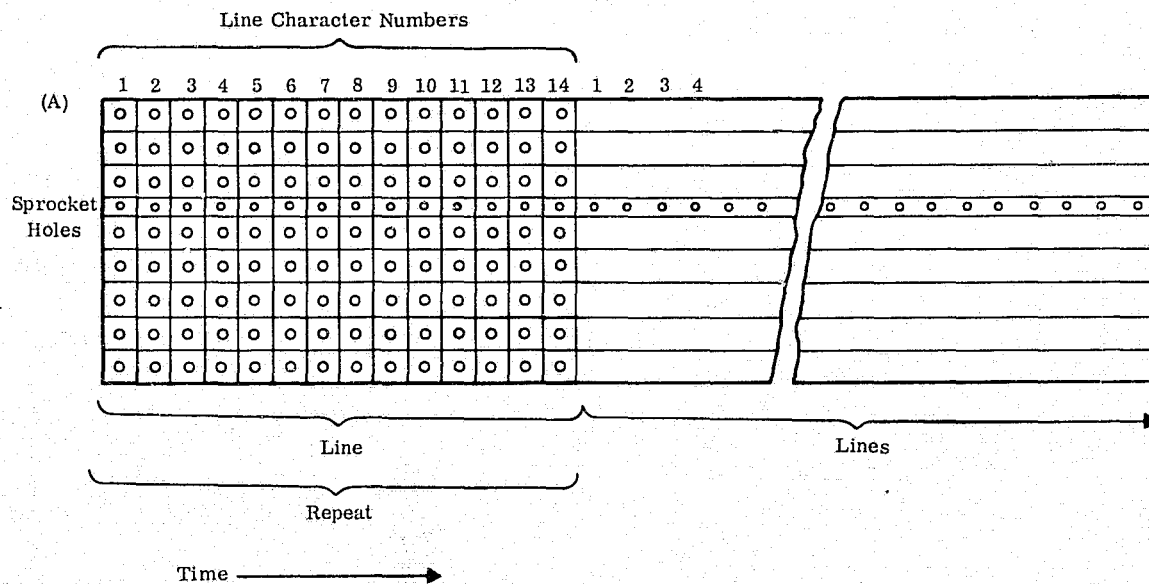 Line Character Numbers
1 2 3 4 5 6 7 8 9 10 11 12 13 14 1 2 3 4
(A)
Sprocket
Holes
Line
Lines
Repeat
Time